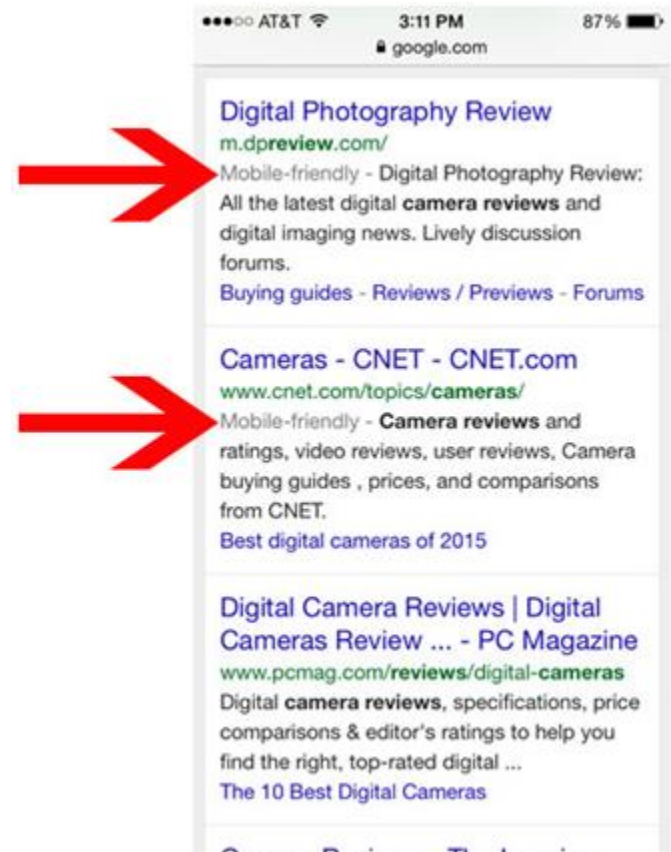 AT&T 3:11 PM 87%
google.com
Digital Photography Review
m.dpreview.com/
Mobile-friendly - Digital Photography Review:
All the latest digital camera reviews and
digital imaging news. Lively discussion
forums.
Buying guides - Reviews / Previews - Forums
Cameras - CNET - CNET.com
www.cnet.com/topics/cameras/
Mobile-friendly - Camera reviews and
ratings, video reviews, user reviews, Camera
buying guides , prices, and comparisons
from CNET.
Best digital cameras of 2015
Digital Camera Reviews | Digital
Cameras Review ... - PC Magazine
www.pcmag.com/reviews/digital-cameras
Digital camera reviews, specifications, price
comparisons & editor's ratings to help you
find the right, top-rated digital ...
The 10 Best Digital Cameras